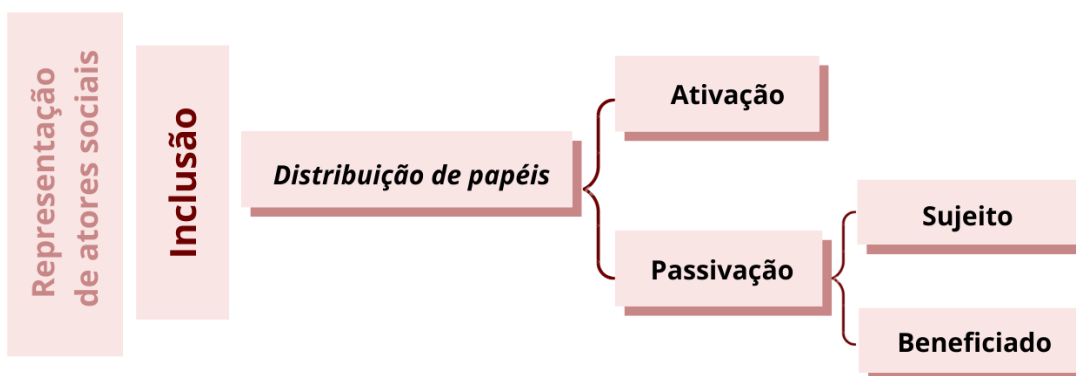 Representação
de atores sociais
Inclusão
Distribuição de papéis
Ativação
Passivação
Sujeito
Beneficiado